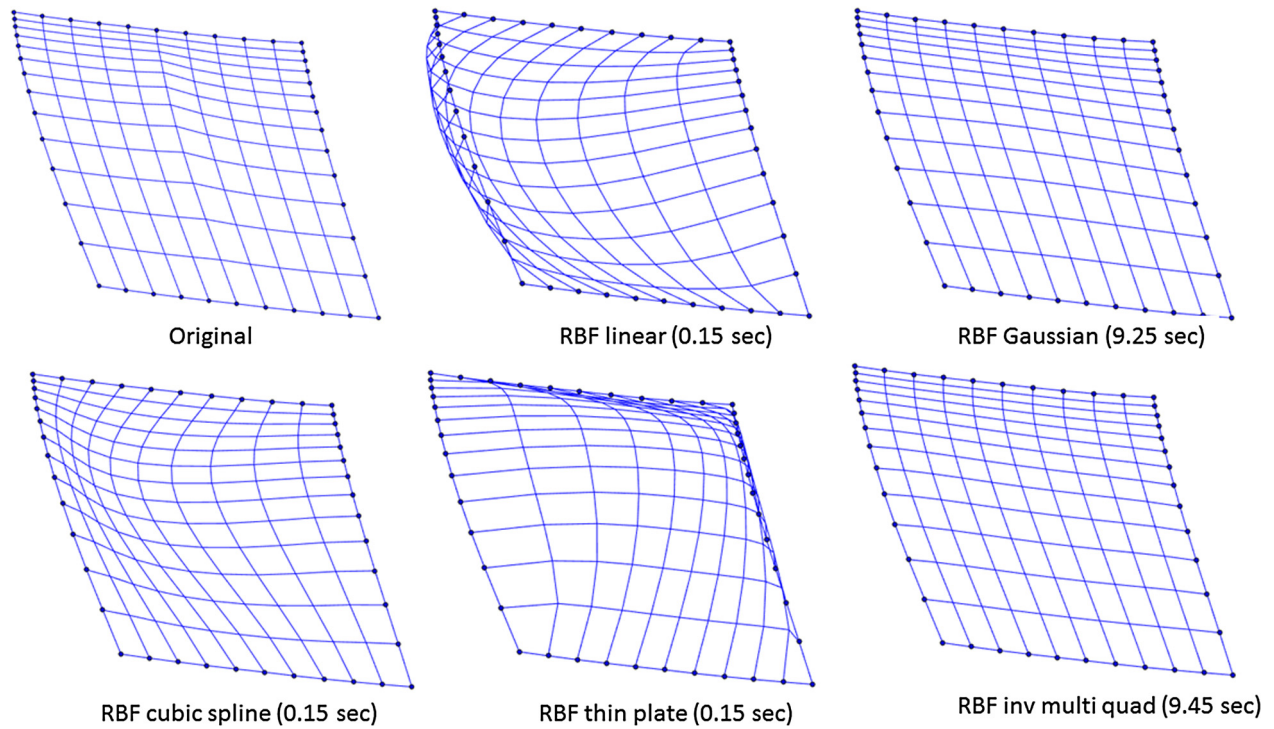 Original
RBF linear (0.15 sec)
RBF Gaussian (9.25 sec)
RBF cubic spline (0.15 sec)
RBF thin plate (0.15 sec)
RBF inv multi quad (9.45 sec)